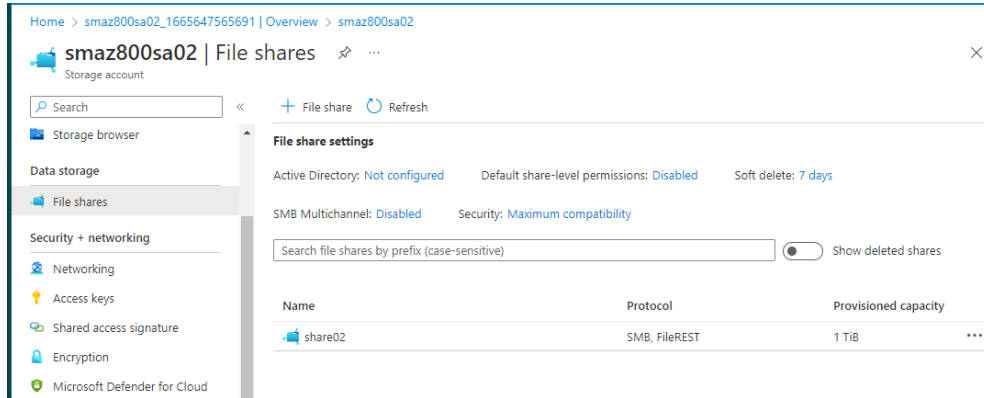 Home > smaz800sa02_1665647565691 | Overview > smaz800sa02
smaz800sa02 | File shares
Storage account
Search
Storage browser
Data storage
File shares
Security + networking
Networking
Access keys
Shared access signature
Encryption
Microsoft Defender for Cloud
+ File share Refresh
File share settings
Active Directory: Not configured Default share-level permissions: Disabled Soft delete: 7 days
SMB Multichannel: Disabled Security: Maximum compatibility
Search file shares by prefix (case-sensitive) Show deleted shares
Name Protocol Provisioned capacity
share02 SMB, FileREST 1 TiB